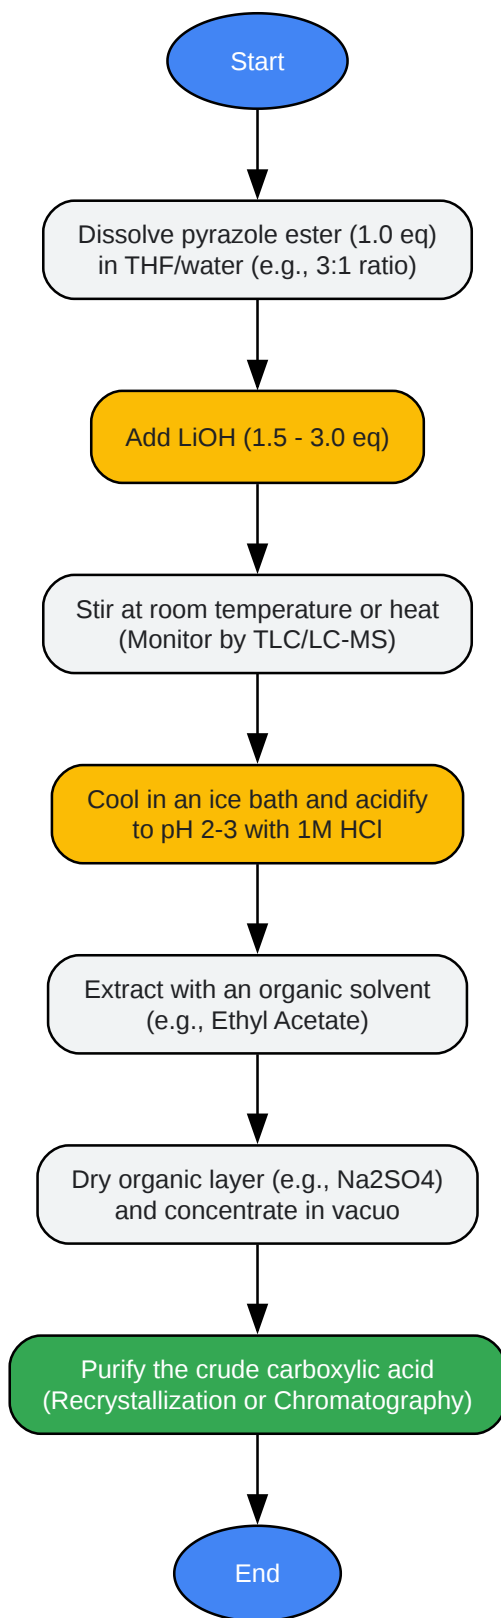 Start
Dissolve pyrazole ester (1.0 eq)
in THF/water (e.g., 3:1 ratio)
Add LiOH (1.5 - 3.0 eq)
Stir at room temperature or heat
(Monitor by TLC/LC-MS)
Cool in an ice bath and acidify
to pH 2-3 with 1M HCl
Extract with an organic solvent
(e.g., Ethyl Acetate)
Dry organic layer (e.g., Na2SO4)
and concentrate in vacuo
Purify the crude carboxylic acid
(Recrystallization or Chromatography)
End